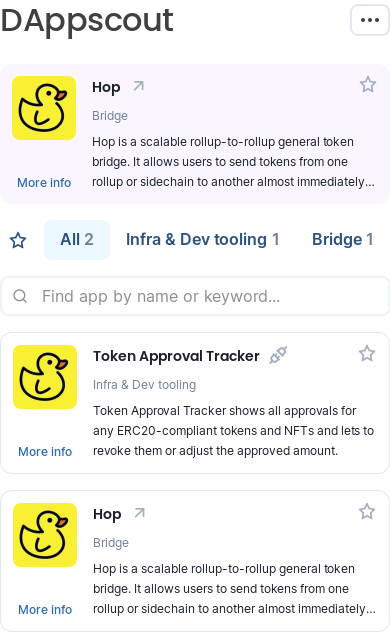 DAppscout
Hop
Bridge
Hop is a scalable rollup-to-rollup general token
bridge. It allows users to send tokens from one
rollup or sidechain to another almost immediately...
More info
All 2
Infra & Dev tooling 1
Bridge 1
Find app by name or keyword...
Token Approval Tracker
Infra & Dev tooling
Token Approval Tracker shows all approvals for
any ERC20-compliant tokens and NFTs and lets to
revoke them or adjust the approved amount.
More info
Hop
Bridge
Hop is a scalable rollup-to-rollup general token
bridge. It allows users to send tokens from one
rollup or sidechain to another almost immediately...
More info